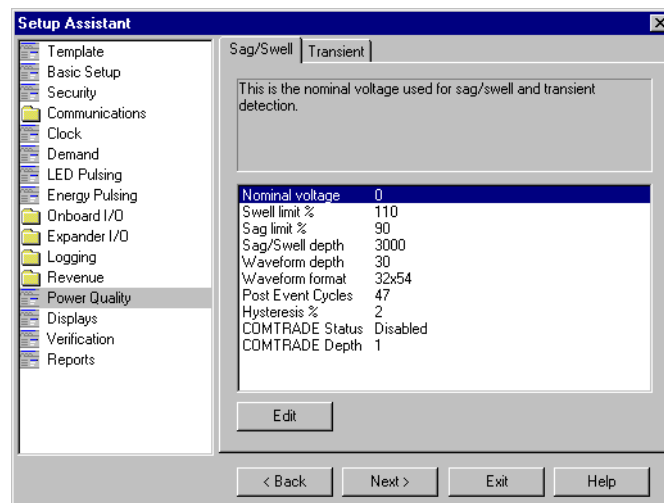 Setup Assistant
Template
Basic Setup
Security
Communications
Clock
Demand
LED Pulsing
Energy Pulsing
Onboard I/O
Expander I/O
Logging
Revenue
Power Quality
Displays
Verification
Reports
Sag/Swell Transient
This is the nominal voltage used for sag/swell and transient
detection.
Nominal voltage 0
Swell limit % 110
Sag limit % 90
Sag/Swell depth 3000
Waveform depth 30
Waveform format 32x54
Post Event Cycles 47
Hysteresis % 2
COMTRADE Status Disabled
COMTRADE Depth 1
Edit
< Back Next > Exit Help